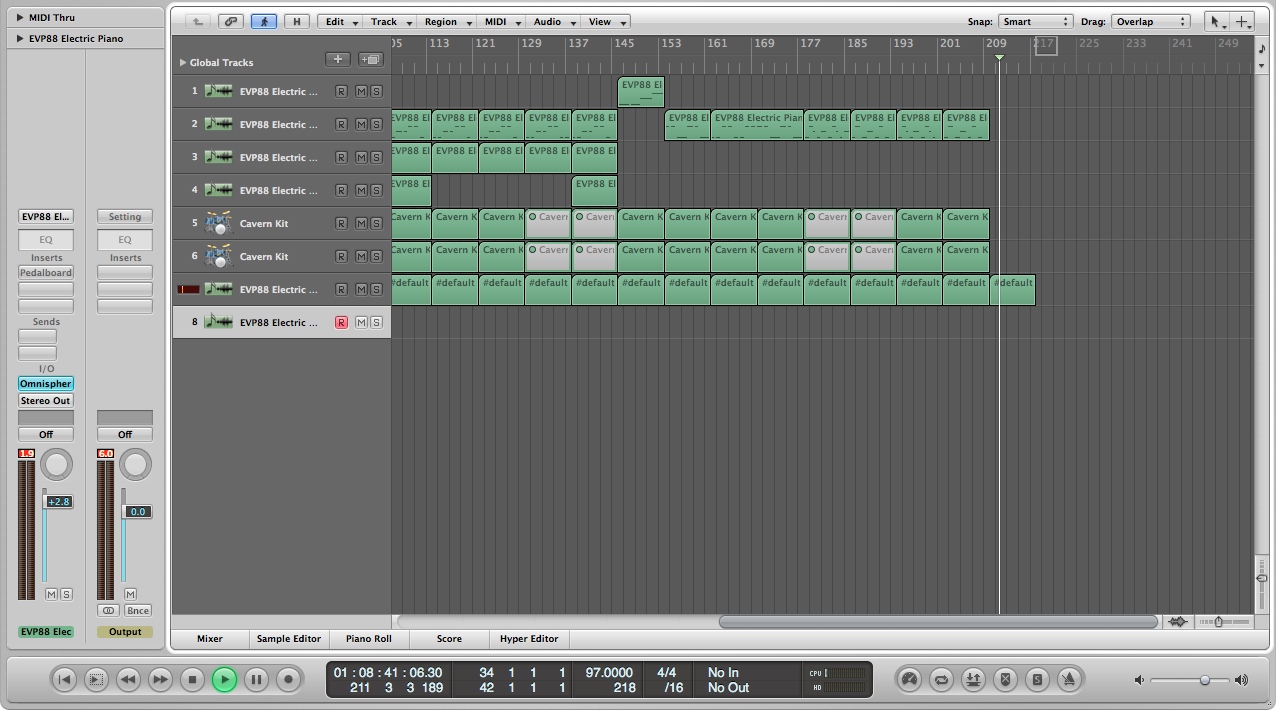 MIDI Thru
EVP88 Electric Piano
H Edit Track Region MIDI Audio View Snap: Smart Drag: Overlap
Global Tracks
05 113 121 129 137 145 153 161 169 177 185 193 201 209 217 225 233 241 249
1 EVP88 Electric ... R M S EVP88 El
2 EVP88 Electric ... R M S EVP88 El EVP88 El EVP88 El EVP88 El EVP88 El EVP88 El EVP88 Electric Pian EVP88 El EVP88 El EVP88 El EVP88 El
3 EVP88 Electric ... R M S EVP88 El EVP88 El EVP88 El EVP88 El EVP88 El
4 EVP88 Electric ... R M S EVP88 El EVP88 El
5 Cavern Kit R M S Cavern K Cavern K Cavern K Cavern Cavern Cavern K Cavern K Cavern K Cavern K Cavern Cavern Cavern K Cavern K
6 Cavern Kit R M S Cavern K Cavern K Cavern K Cavern Cavern Cavern K Cavern K Cavern K Cavern K Cavern Cavern Cavern K Cavern K
EVP88 Electric ... R M S #default #default #default #default #default #default #default #default #default #default #default #default #default #default
8 EVP88 Electric ... R M S
EVP88 El... Setting
EQ EQ
Inserts Inserts
Pedalboard
Sends
I/O
Omnispher
Stereo Out
Off Off
1.9 6.0
+2.8 0.0
M S M
Bnce
EVP88 Elec Output
Mixer Sample Editor Piano Roll Score Hyper Editor
01 : 08 : 41 : 06.30 34 1 1 1 97.0000 4/4 No In CPU
211 3 3 189 42 1 1 1 218 /16 No Out HD
S